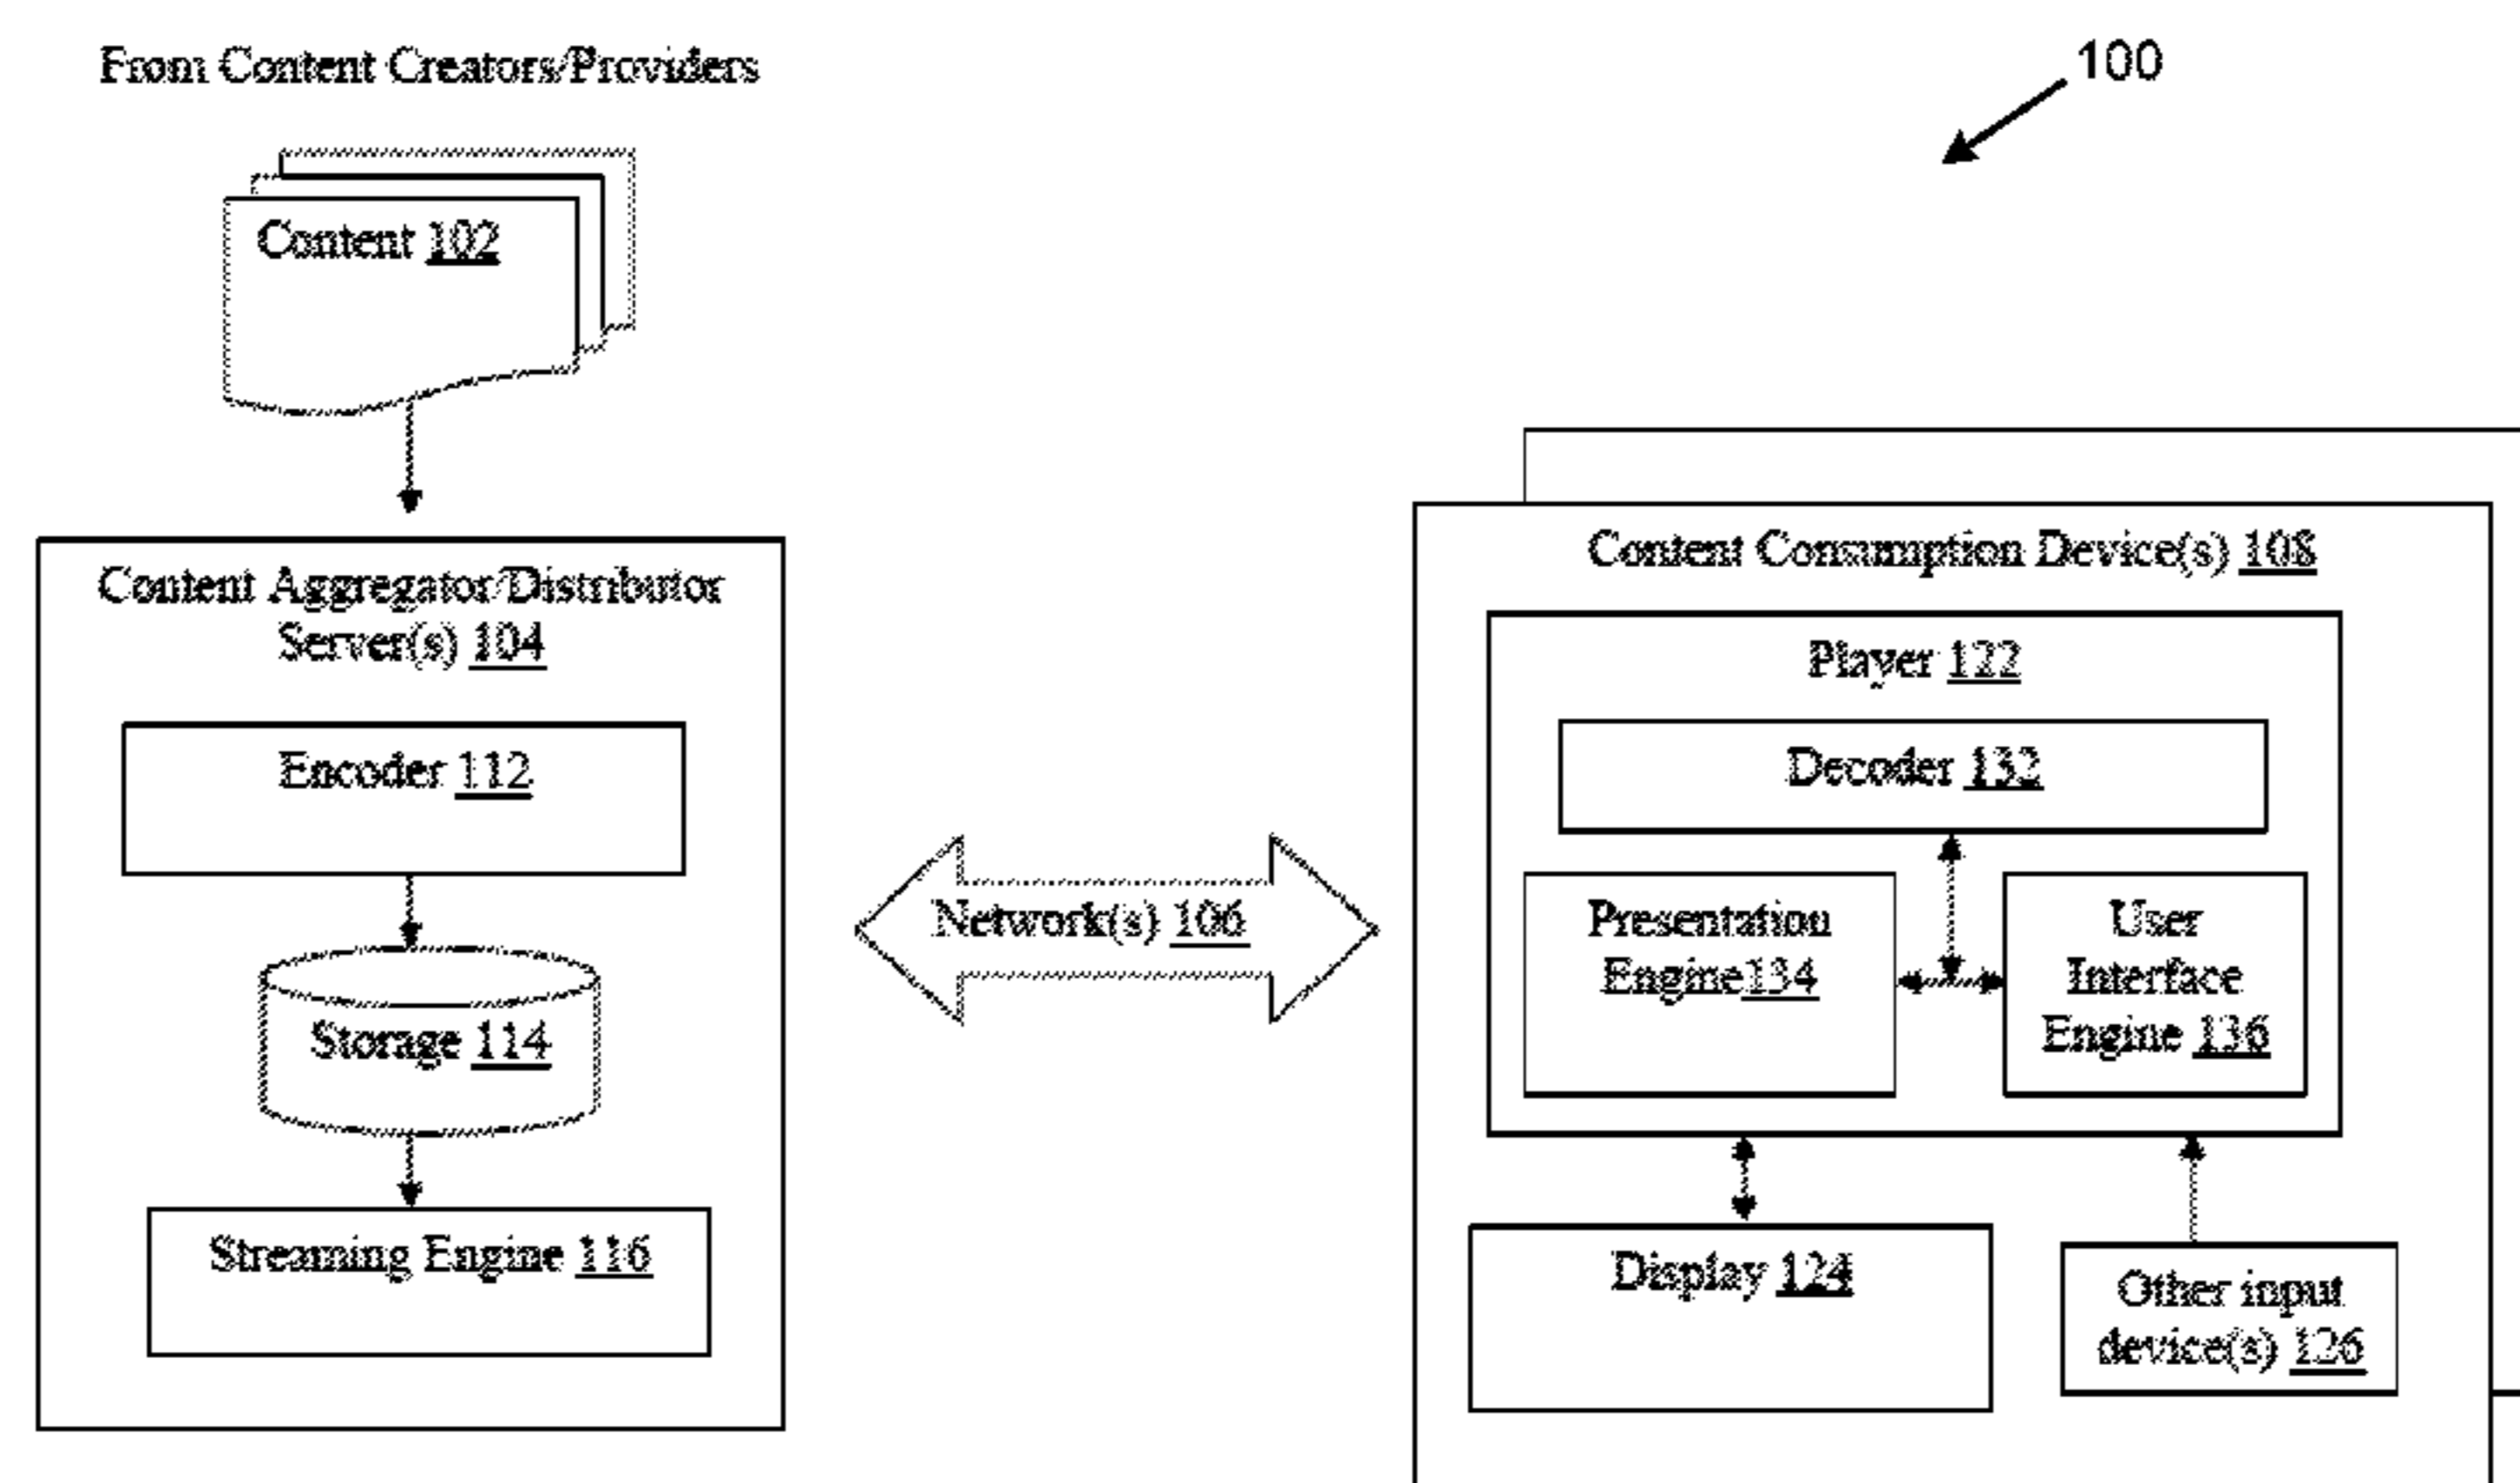 From Content Creators/Providers
100
Content 102
Content Aggregator/Distributor
Server(s) 104
Encoder 112
Storage 114
Streaming Engine 116
Network(s) 106
Content Consumption Device(s) 108
Player 122
Decoder 132
Presentation
Engine134
User
Interface
Engine 136
Display 124
Other input
device(s) 126